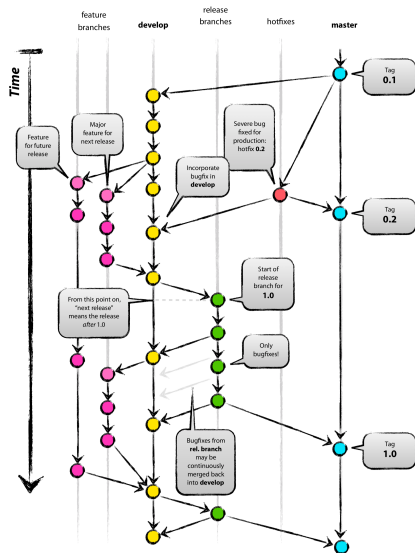 feature
branches
develop
release
branches
hotfixes
master
Time
Tag
0.1
Feature
for future
release
Major
feature for
next release
Severe bug
fixed for
production:
hotfix 0.2
Incorporate
bugfix in
develop
Tag
0.2
Start of
release
branch for
1.0
From this point on,
"next release"
means the release
after 1.0
Only
bugfixes!
Bugfixes from
rel. branch
may be
continuously
merged back
into develop
Tag
1.0